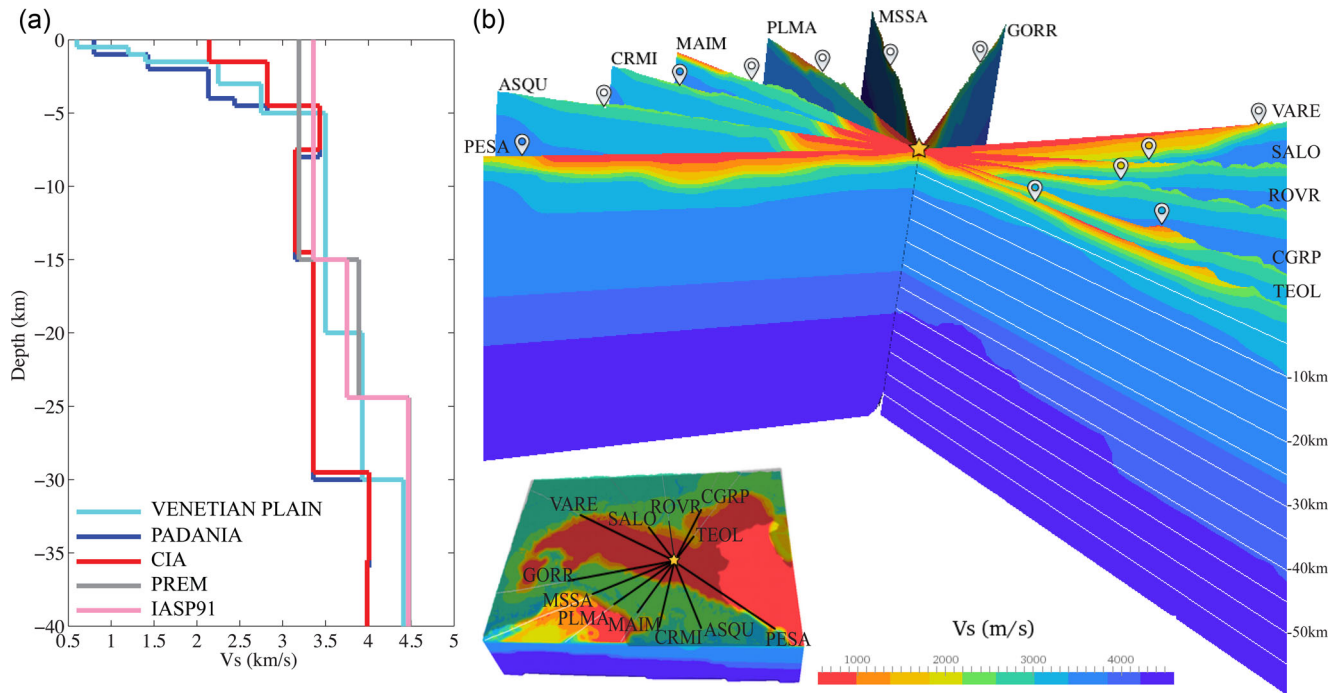 (a)
0
−5
−10
−15
−20
−25
−30
−35
−40
Depth (km)
0.5 1 1.5 2 2.5 3 3.5 4 4.5 5
Vs (km/s)
VENETIAN PLAIN
PADANIA
CIA
PREM
IASP91
(b)
MSSA
PLMA
GORR
MAIM
CRMI
ASQU
VARE
PESA
SALO
ROVR
CGRP
TEOL
-10km
-20km
-30km
-40km
-50km
VARE
ROVR
CGRP
SALO
TEOL
GORR
MSSA
PLMA
MAIM
CRMI
ASQU
PESA
Vs (m/s)
1000 2000 3000 4000